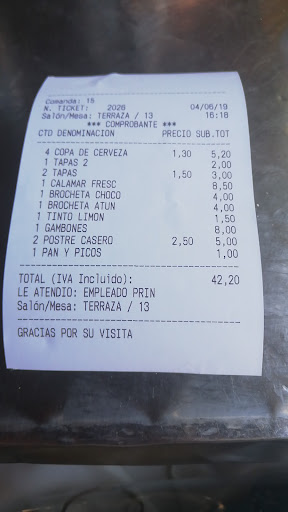 Comanda: 15
N. TICKET: 2026 04/06/19
Salón/Mesa: TERRAZA / 13 16:18
*** COMPROBANTE ***
CTD DENOMINACION PRECIO SUB.TOT
4 COPA DE CERVEZA 1,30 5,20
1 TAPAS 2 2,00
2 TAPAS 1,50 3,00
1 CALAMAR FRESC 8,50
1 BROCHETA CHOCO 4,00
1 BROCHETA ATUN 4,00
1 TINTO LIMON 1,50
1 GAMBONES 8,00
2 POSTRE CASERO 2,50 5,00
1 PAN Y PICOS 1,00
TOTAL (IVA Incluido): 42,20
LE ATENDIO: EMPLEADO PRIN
Salón/Mesa: TERRAZA / 13
GRACIAS POR SU VISITA